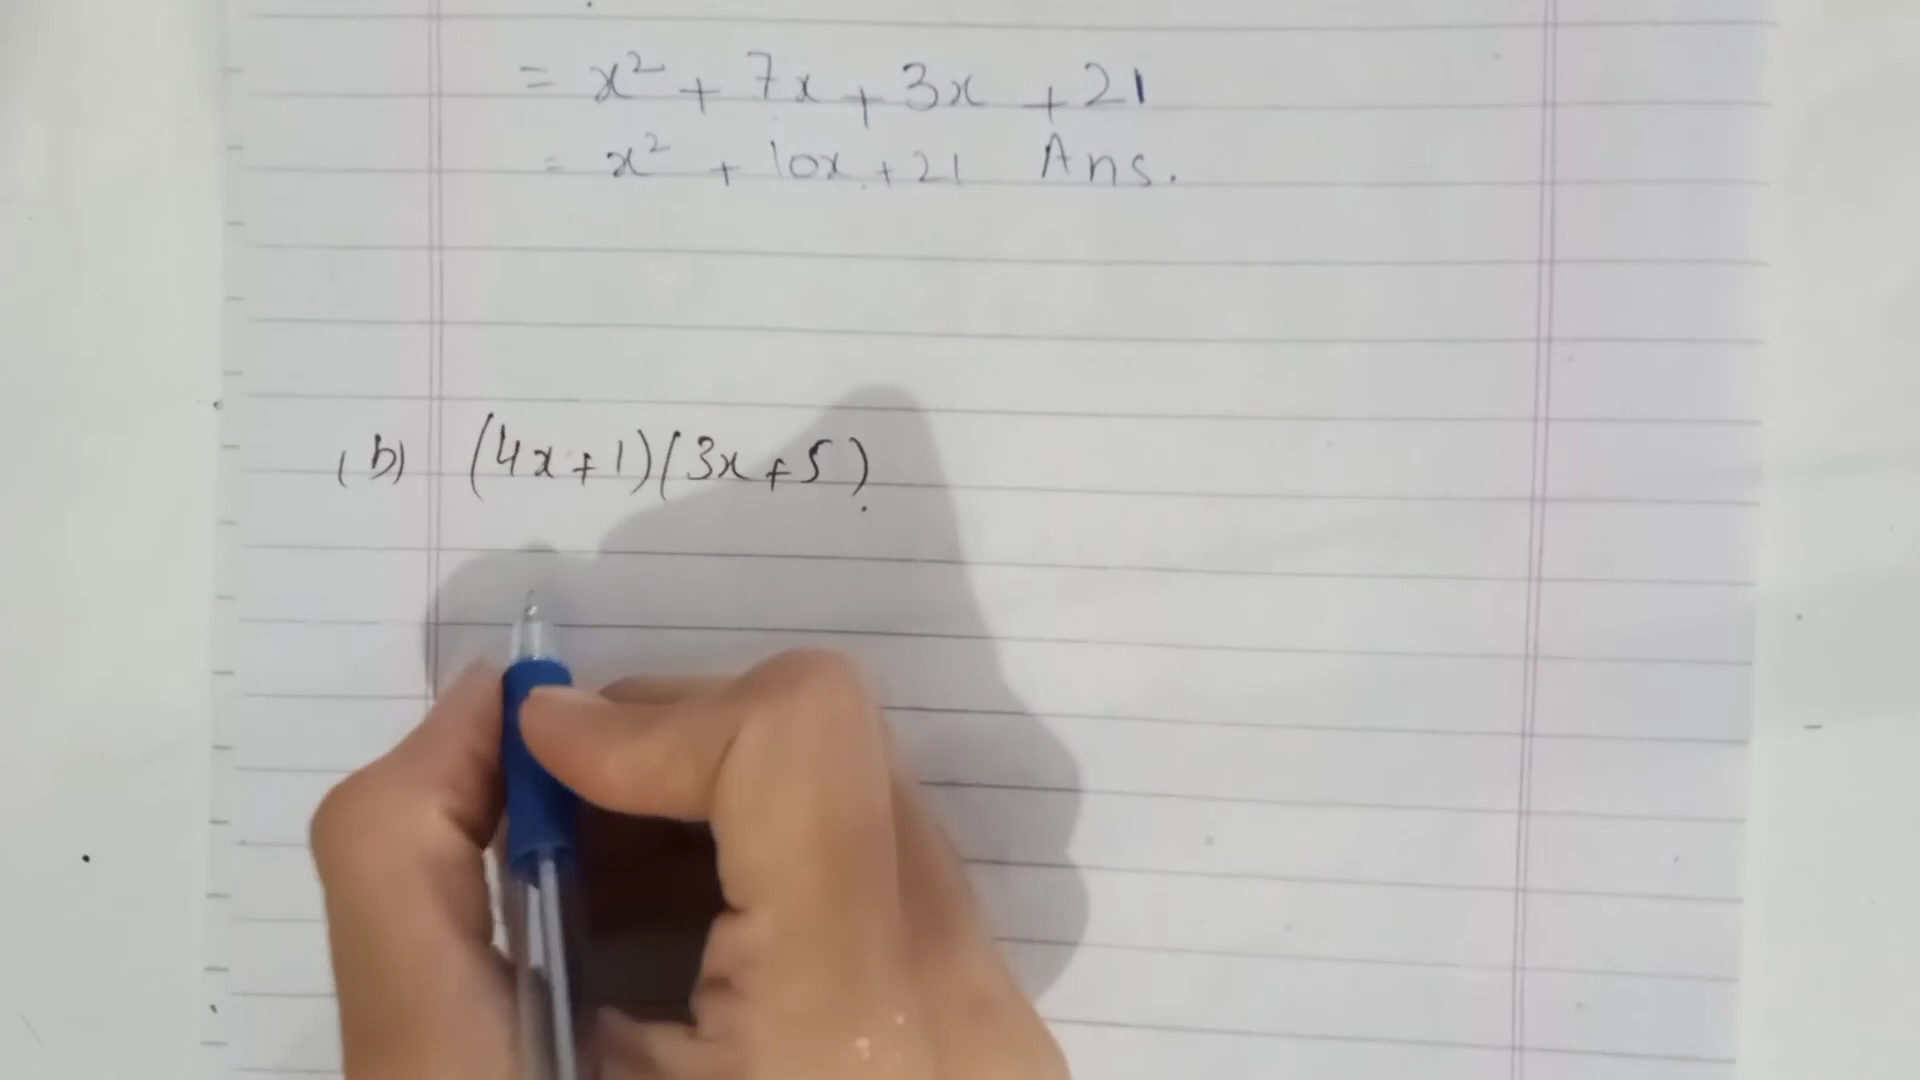 = x² + 7x + 3x + 21
= x² + 10x + 21 Ans.
(b) (4x+1)(3x+5)